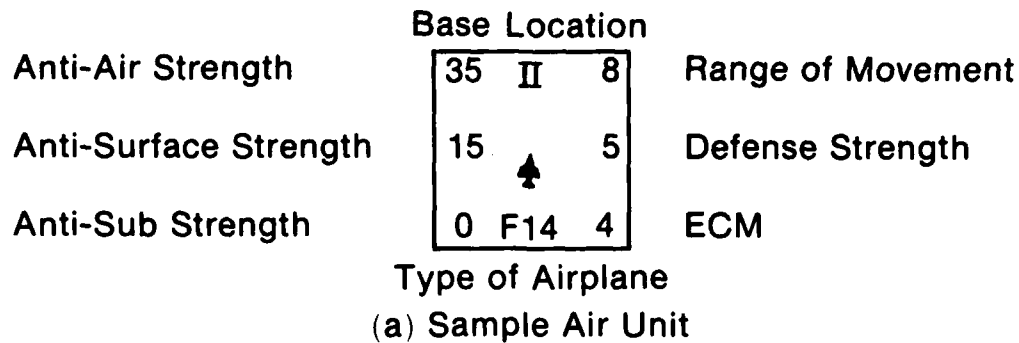 Base Location
Anti-Air Strength 35 II 8 Range of Movement
Anti-Surface Strength 15 5 Defense Strength
Anti-Sub Strength 0 F14 4 ECM
Type of Airplane
(a) Sample Air Unit